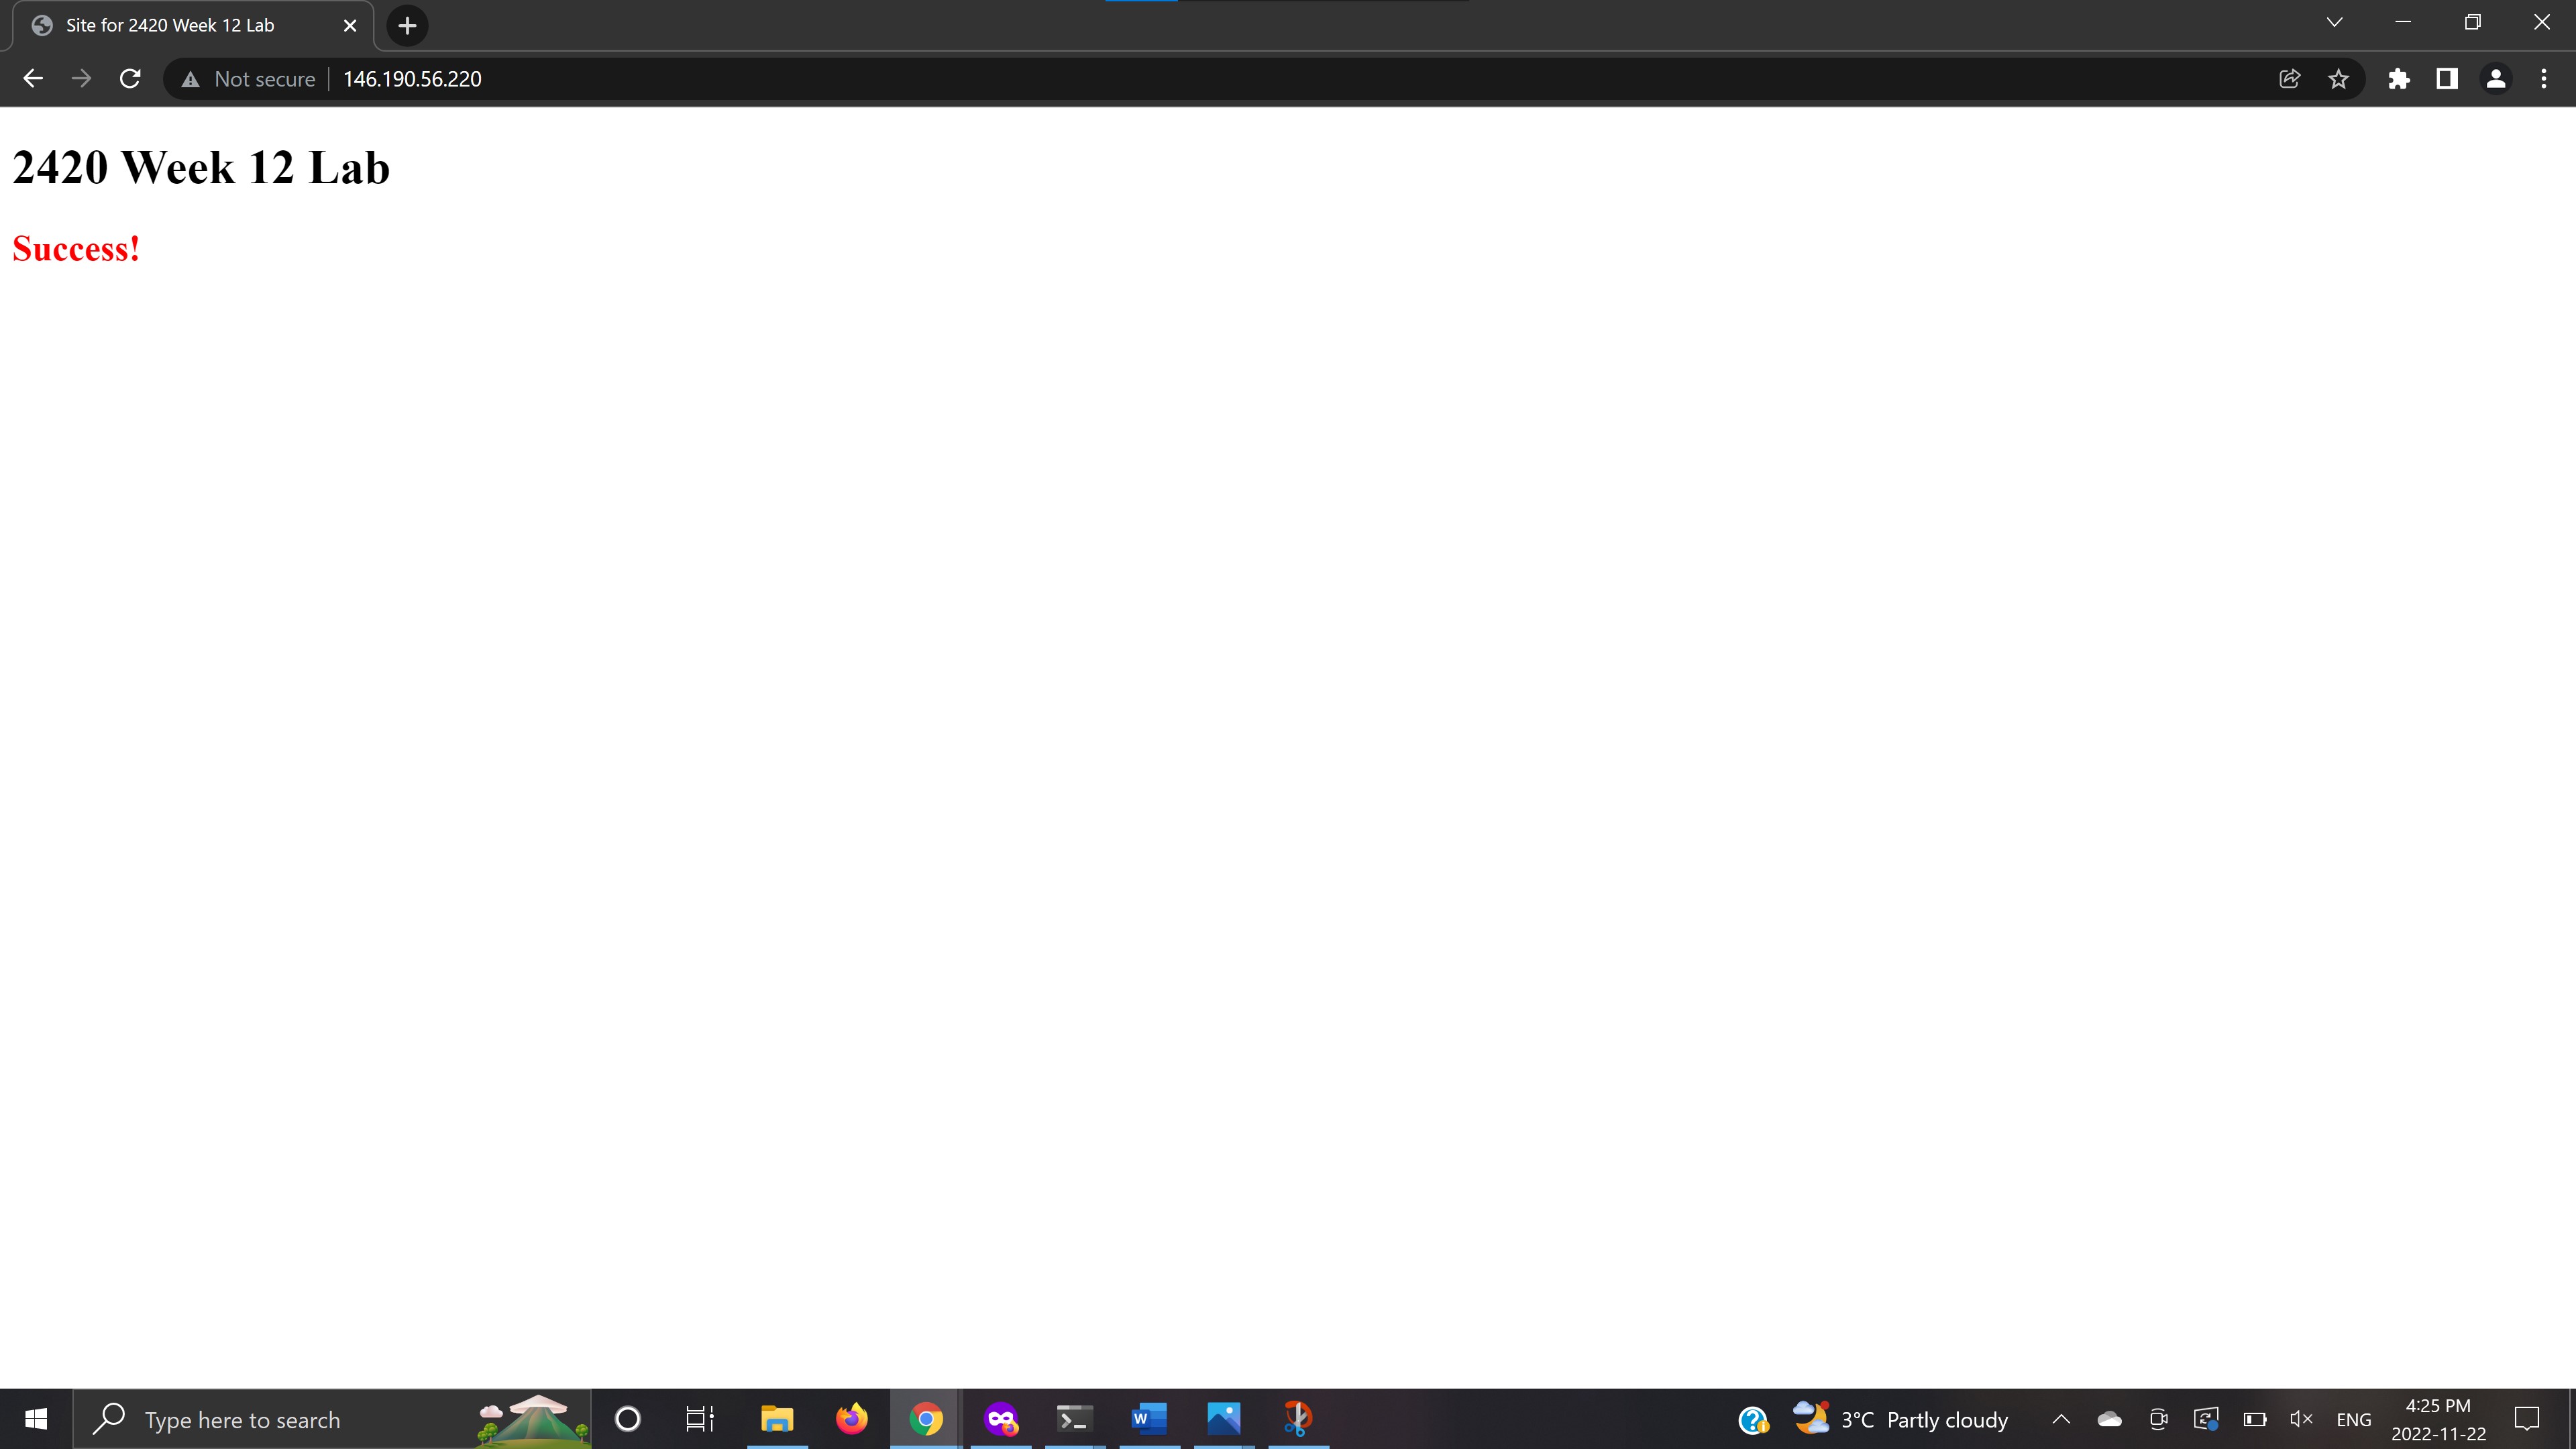 Site for 2420 Week 12 Lab
Not secure
146.190.56.220
2420 Week 12 Lab
Success!
Type here to search
W
3°C Partly cloudy
ENG
4:25 PM
2022-11-22